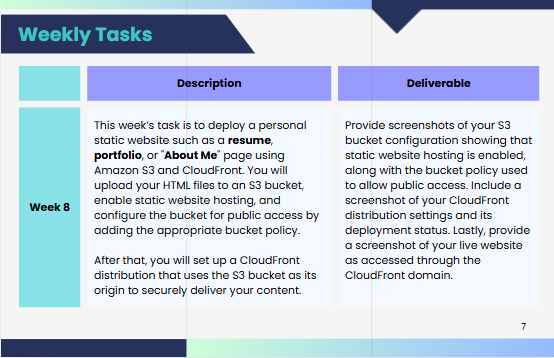 Weekly Tasks
Description
Deliverable
Week 8
This week's task is to deploy a personal
static website such as a resume,
portfolio, or "About Me" page using
Amazon S3 and CloudFront. You will
upload your HTML files to an S3 bucket,
enable static website hosting, and
configure the bucket for public access by
adding the appropriate bucket policy.
After that, you will set up a CloudFront
distribution that uses the S3 bucket as its
origin to securely deliver your content.
Provide screenshots of your S3
bucket configuration showing that
static website hosting is enabled,
along with the bucket policy used
to allow public access. Include a
screenshot of your CloudFront
distribution settings and its
deployment status. Lastly, provide
a screenshot of your live website
as accessed through the
CloudFront domain.
7